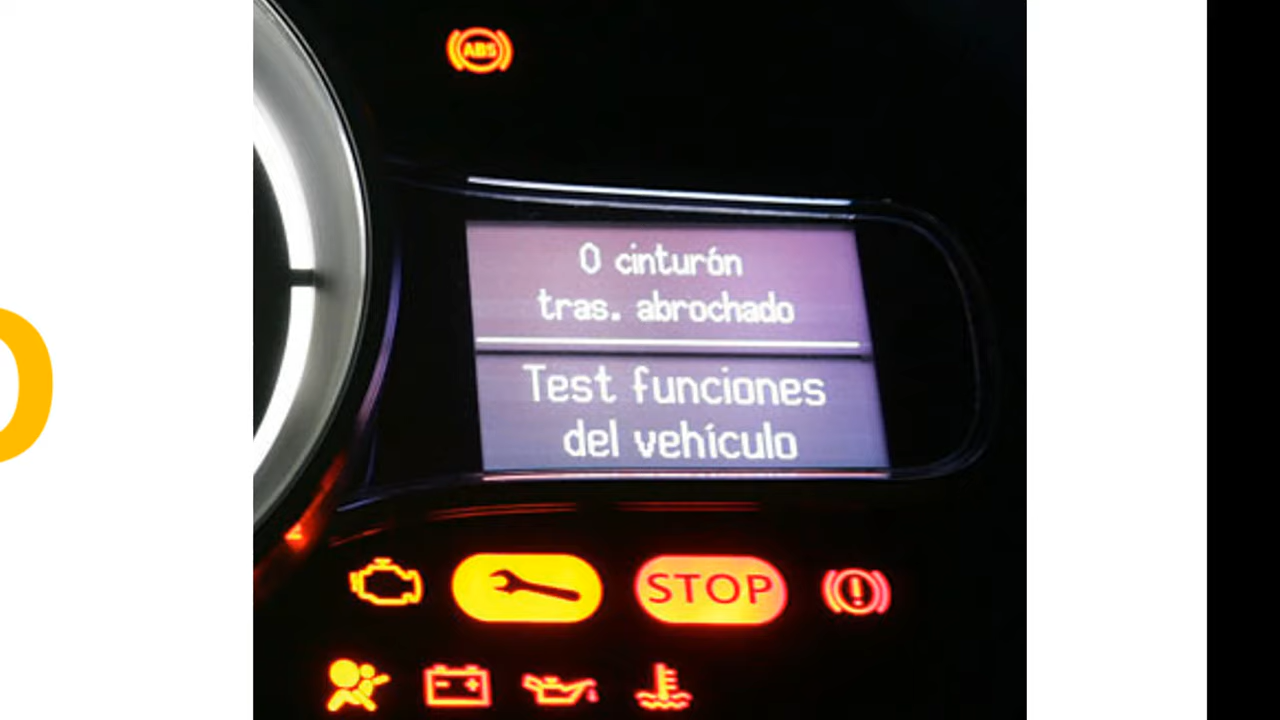 ABS
0 cinturón
tras. abrochado
Test funciones
del vehículo
STOP